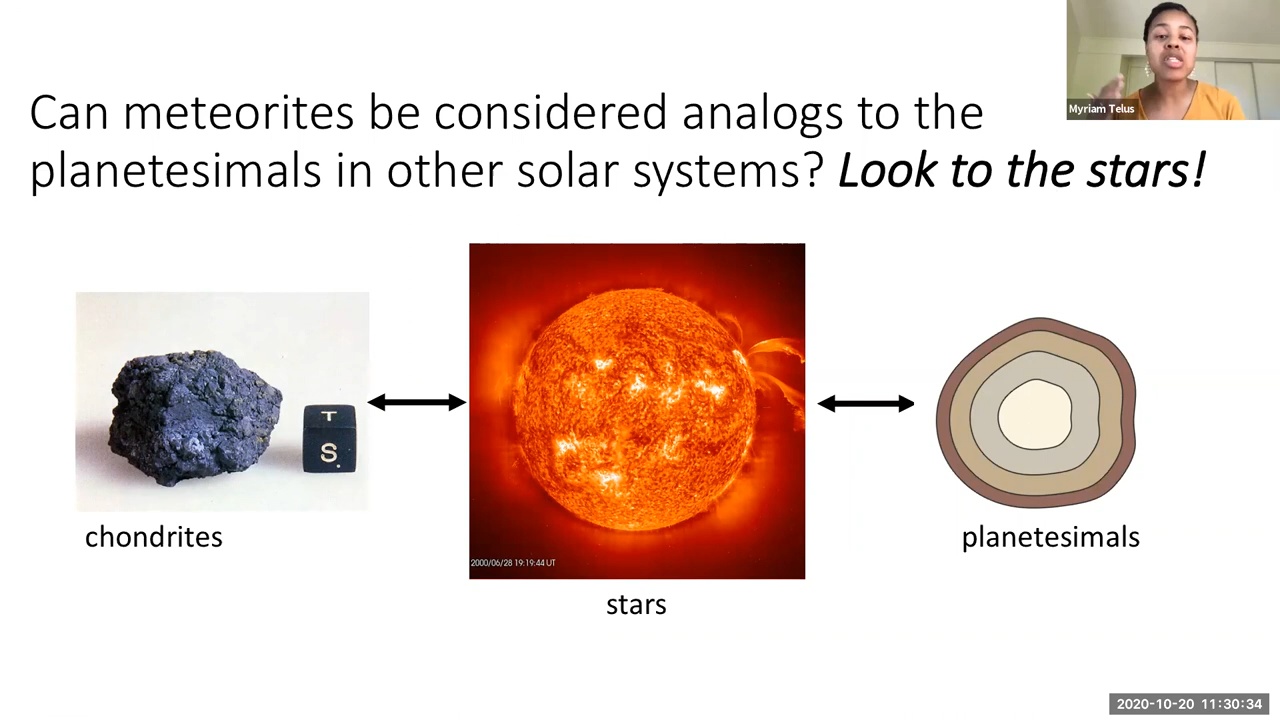 Myriam Telus
Can meteorites be considered analogs to the
planetesimals in other solar systems? Look to the stars!
T
S.
2000/06/28 19:19:44 UT
chondrites
stars
planetesimals
2020-10-20 11:30:34